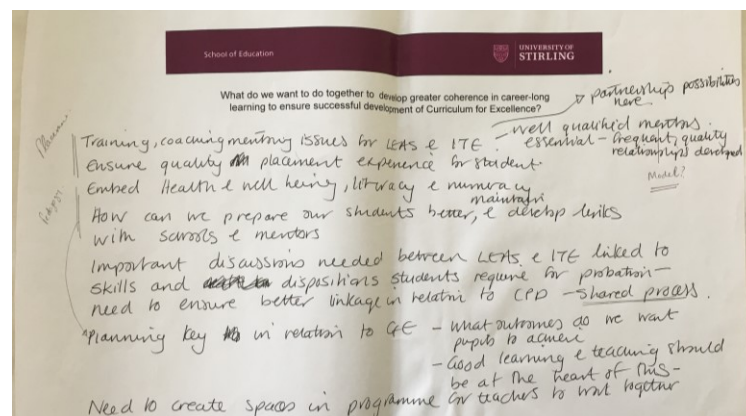 School of Education
UNIVERSITY OF
STIRLING
What do we want to do together to develop greater coherence in career-long
learning to ensure successful development of Curriculum for Excellence?
partnership possibilities
here
Training, coaching mentoring issues for LEAS & ITE - well qualified mentors
essential - frequent, quality
relationships developed
Model?
Ensure quality placement experience for student
Embed Health & well being, literacy & numeracy
maintain
How can we prepare our students better, & develop links
with schools & mentors
Important discussions needed between LEAS & ITE linked to
skills and dispositions students require for probation -
need to ensure better linkage in relation to CPD - shared process.
Planning key in relation to CfE - What outcomes do we want
pupils to achieve
- Good learning & teaching should
be at the heart of this -
Need to create spaces in programme for teachers to work together